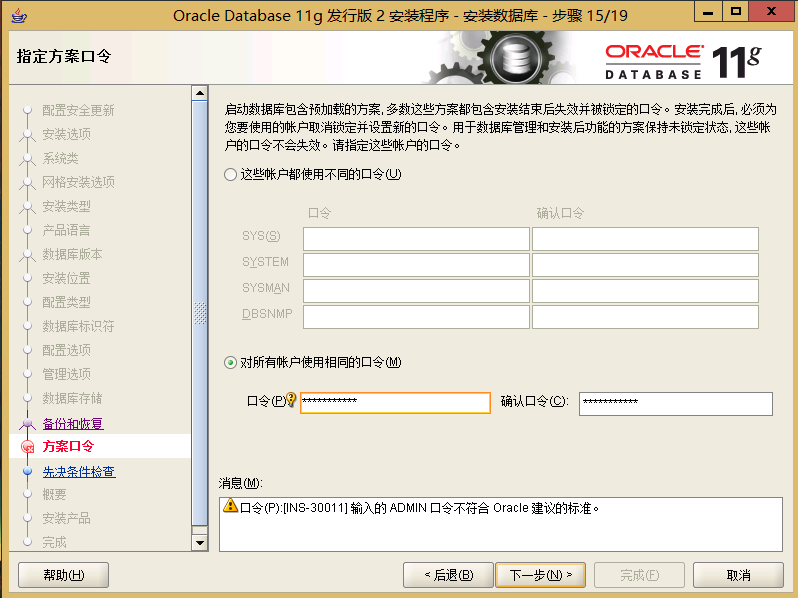 Oracle Database 11g 发行版 2 安装程序 - 安装数据库 - 步骤 15/19
指定方案口令
ORACLE
DATABASE 11g
配置安全更新
安装选项
系统类
网格安装选项
安装类型
产品语言
数据库版本
安装位置
配置类型
数据库标识符
配置选项
管理选项
数据库存储
备份和恢复
方案口令
先决条件检查
概要
安装产品
完成
启动数据库包含预加载的方案, 多数这些方案都包含安装结束后失效并被锁定的口令。安装完成后, 必须为
您要使用的帐户取消锁定并设置新的口令。用于数据库管理和安装后功能的方案保持未锁定状态, 这些帐
户的口令不会失效。请指定这些帐户的口令。
这些帐户都使用不同的口令(U)
口令 确认口令
SYS(S)
SYSTEM
SYSMAN
DBSNMP
对所有帐户使用相同的口令(M)
口令(P) *********** 确认口令(C): ***********
消息(M):
口令(P):[INS-30011] 输入的 ADMIN 口令不符合 Oracle 建议的标准。
帮助(H) < 后退(B) 下一步(N) > 完成(F) 取消